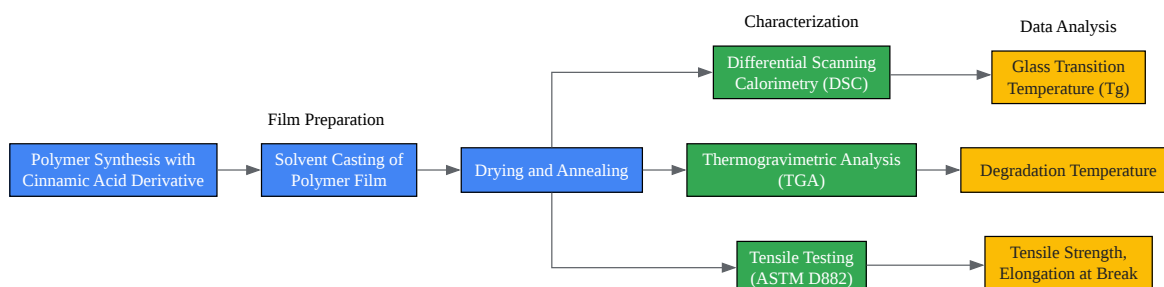 Characterization
Data Analysis
Differential Scanning
Calorimetry (DSC)
Glass Transition
Temperature (Tg)
Film Preparation
Polymer Synthesis with
Cinnamic Acid Derivative
Solvent Casting of
Polymer Film
Drying and Annealing
Thermogravimetric Analysis
(TGA)
Degradation Temperature
Tensile Testing
(ASTM D882)
Tensile Strength,
Elongation at Break